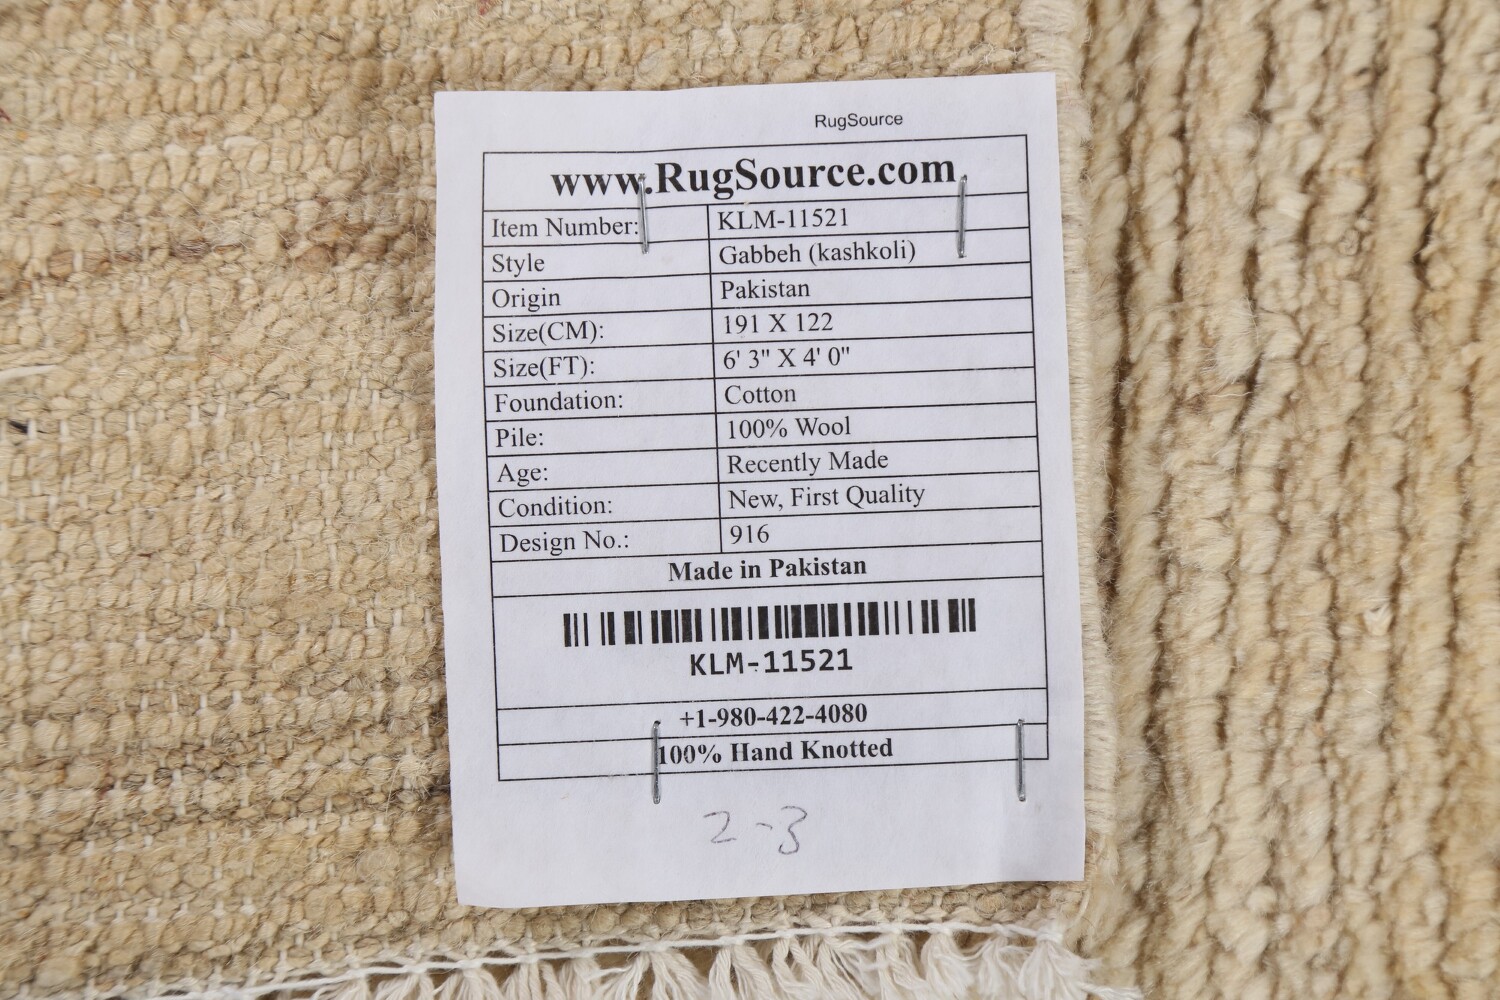 RugSource
www.RugSource.com
Item Number: KLM-11521
Style Gabbeh (kashkoli)
Origin Pakistan
Size(CM): 191 X 122
Size(FT): 6' 3" X 4' 0"
Foundation: Cotton
Pile: 100% Wool
Age: Recently Made
Condition: New, First Quality
Design No.: 916
Made in Pakistan
KLM-11521
+1-980-422-4080
100% Hand Knotted
2-3